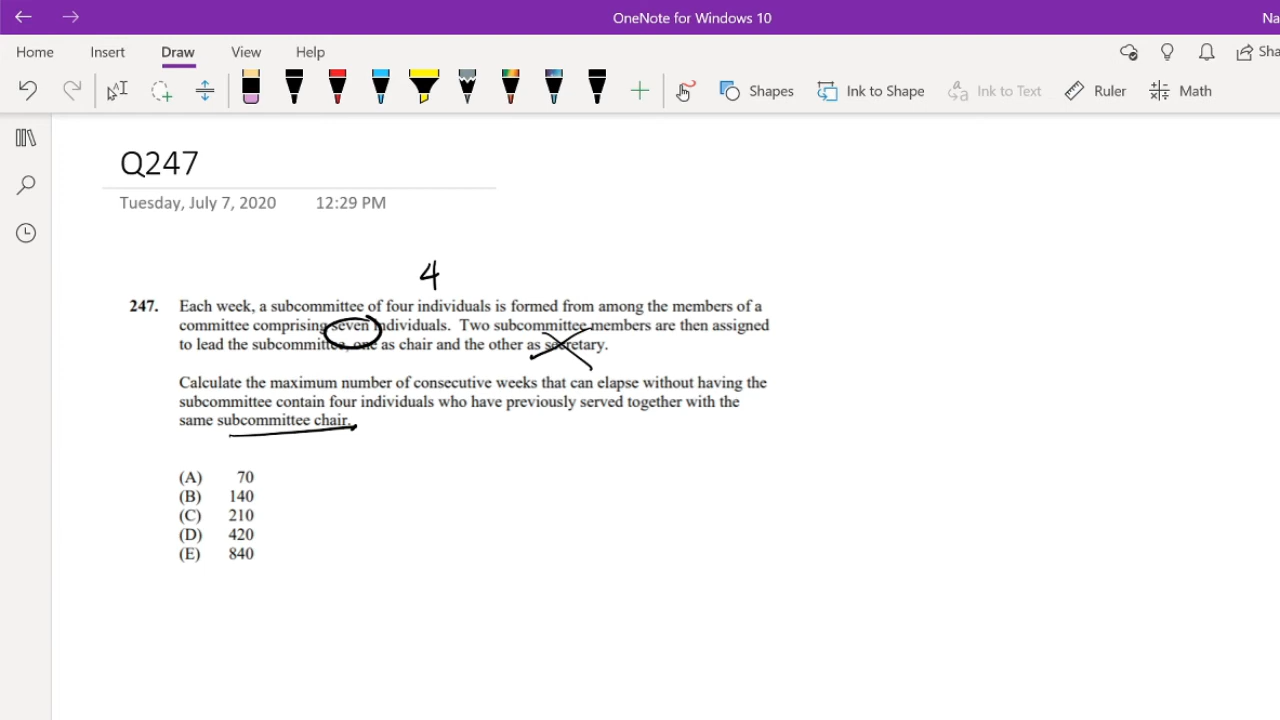 OneNote for Windows 10
Na
Home Insert Draw View Help
Sha
Shapes Ink to Shape Ink to Text Ruler Math
Q247
Tuesday, July 7, 2020 12:29 PM
4
247. Each week, a subcommittee of four individuals is formed from among the members of a
committee comprising seven individuals. Two subcommittee members are then assigned
to lead the subcommittee, one as chair and the other as secretary.
Calculate the maximum number of consecutive weeks that can elapse without having the
subcommittee contain four individuals who have previously served together with the
same subcommittee chair.
(A) 70
(B) 140
(C) 210
(D) 420
(E) 840